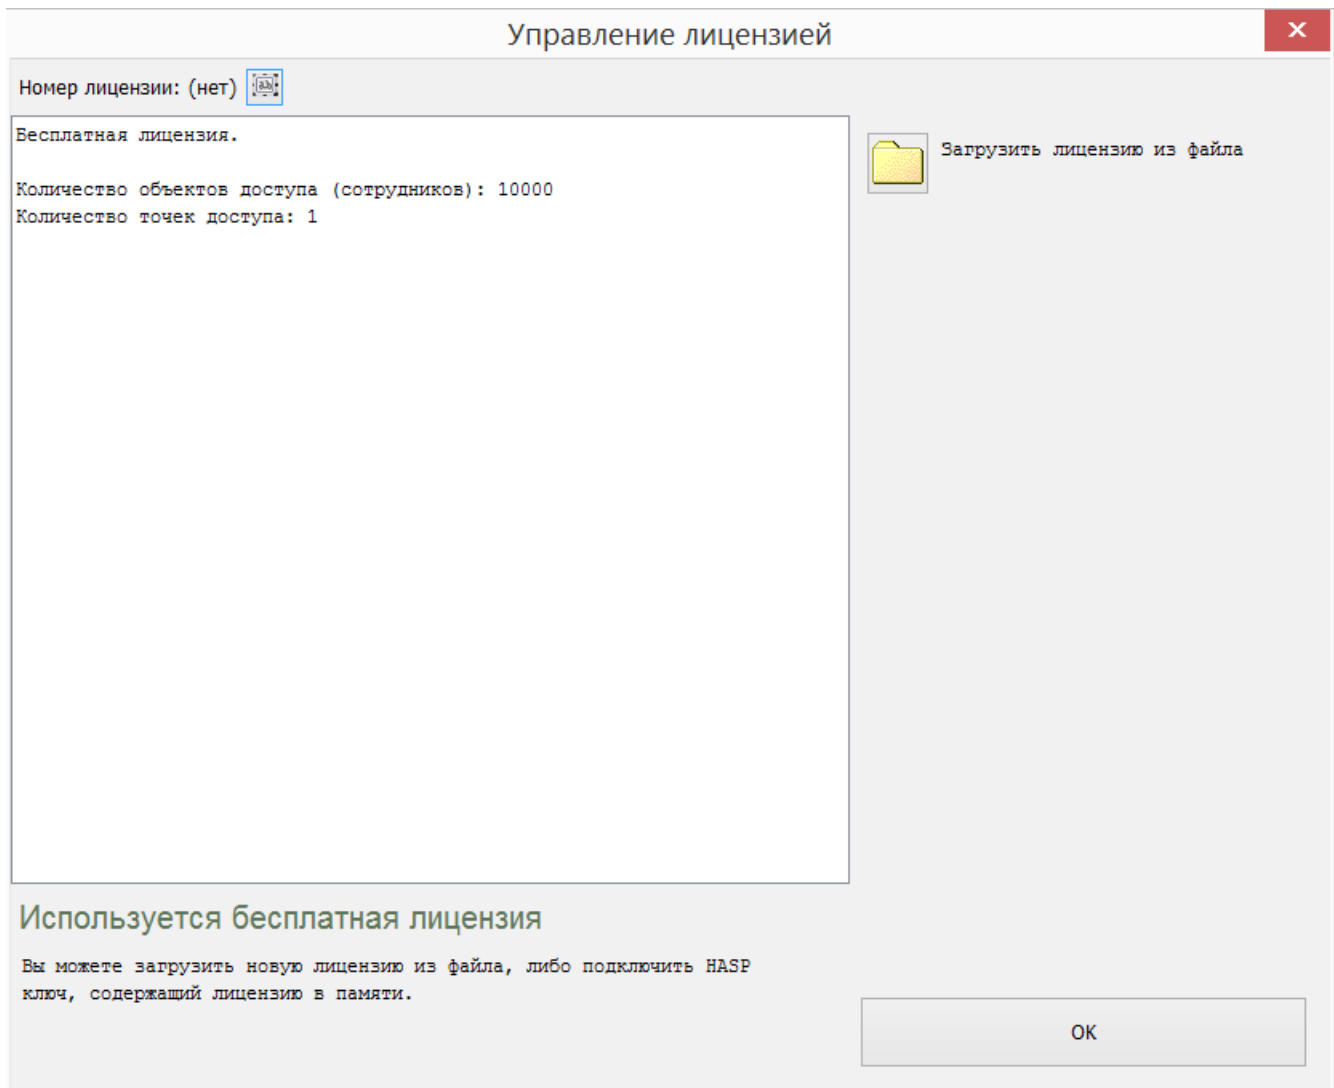 Управление лицензией
Номер лицензии: (нет)
Бесплатная лицензия.
Количество объектов доступа (сотрудников): 10000
Количество точек доступа: 1
Загрузить лицензию из файла
Используется бесплатная лицензия
Вы можете загрузить новую лицензию из файла, либо подключить HASP
ключ, содержащий лицензию в памяти.
OK